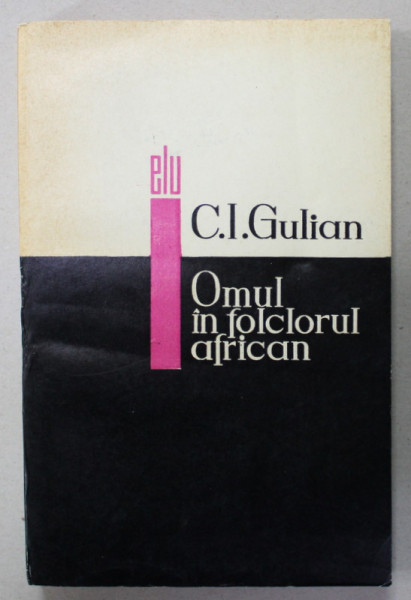 elu
C.I.Gulian
Omul
în folclorul
african